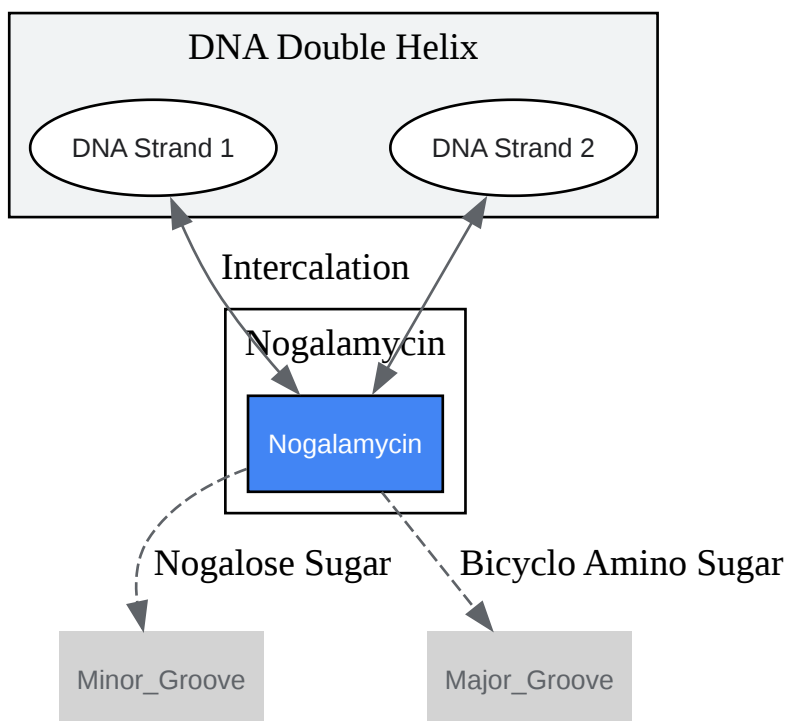 DNA Double Helix
DNA Strand 1
DNA Strand 2
Intercalation
Nogalamycin
Nogalamycin
Nogalose Sugar
Bicyclo Amino Sugar
Minor_Groove
Major_Groove